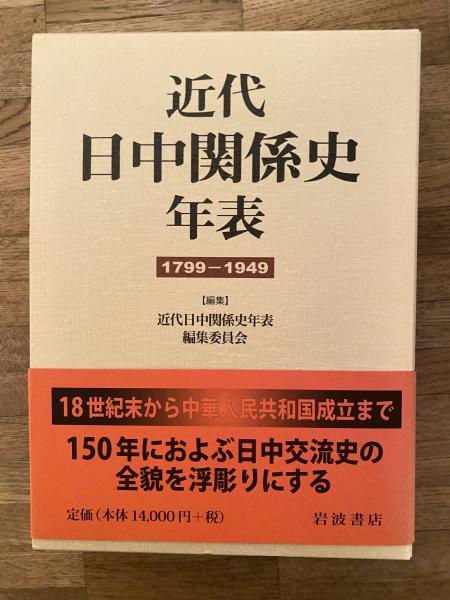 近代
日中関係史
年表
1799－1949
【編集】
近代日中関係史年表
編集委員会
18世紀末から中華人民共和国成立まで
150年におよぶ日中交流史の
全貌を浮彫りにする
定価（本体14,000円＋税）
岩波書店